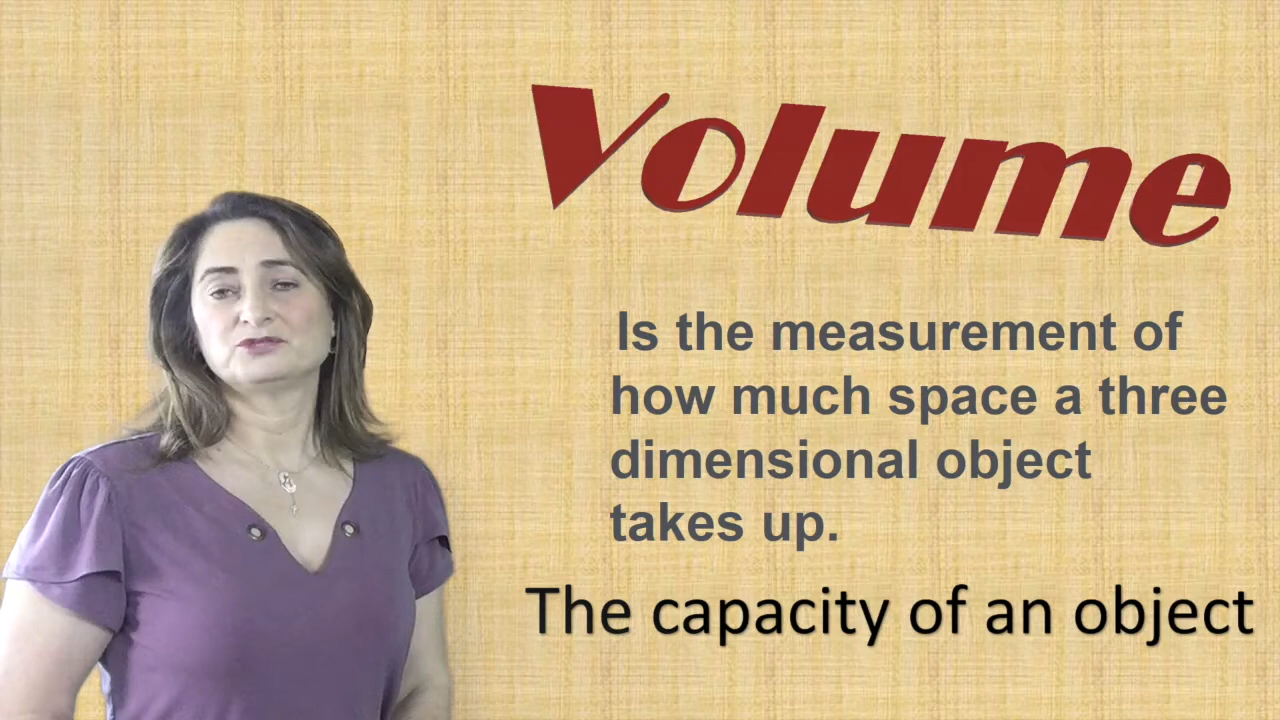 Volume
Is the measurement of
how much space a three
dimensional object
takes up.
The capacity of an object